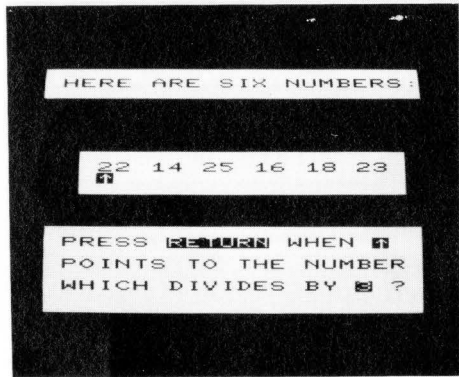 HERE ARE SIX NUMBERS:
22 14 25 16 18 23
↑
PRESS RETURN WHEN ↑
POINTS TO THE NUMBER
WHICH DIVIDES BY 3 ?